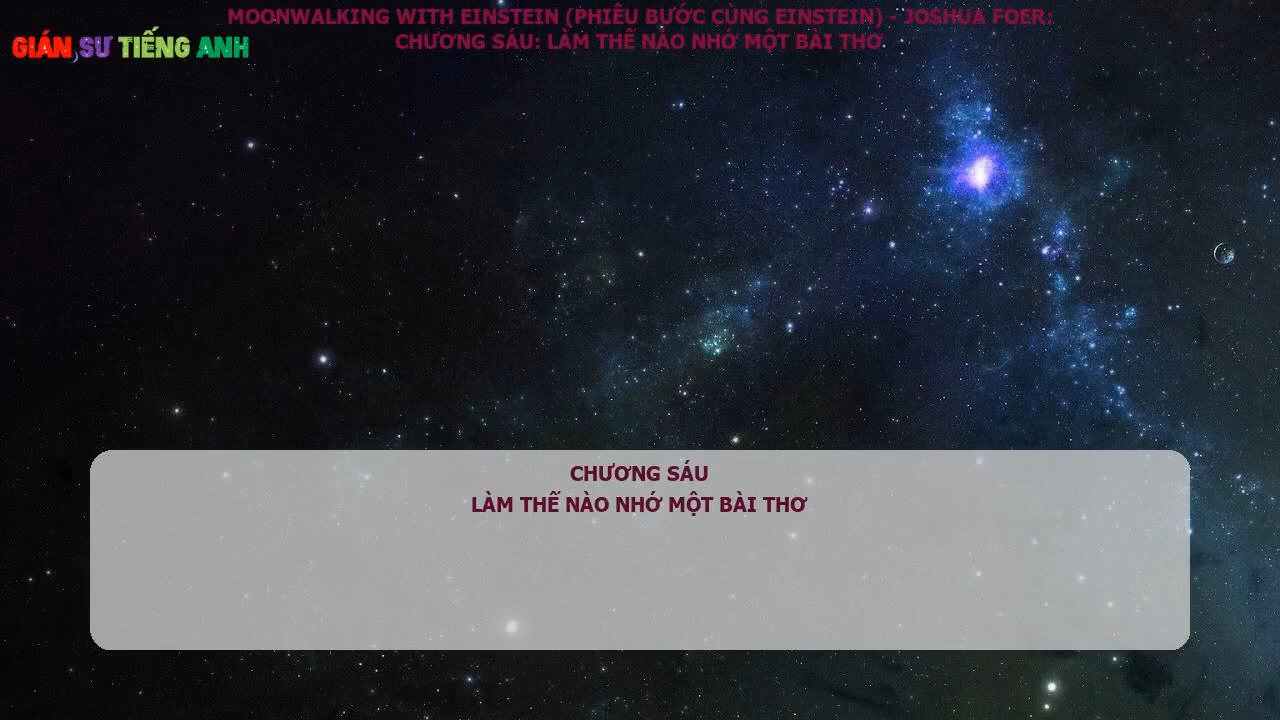 MOONWALKING WITH EINSTEIN (PHIÊU BƯỚC CÙNG EINSTEIN) - JOSHUA FOER:
CHƯƠNG SÁU: LÀM THẾ NÀO NHỚ MỘT BÀI THƠ
GIÁN SƯ TIẾNG ANH
CHƯƠNG SÁU
LÀM THẾ NÀO NHỚ MỘT BÀI THƠ